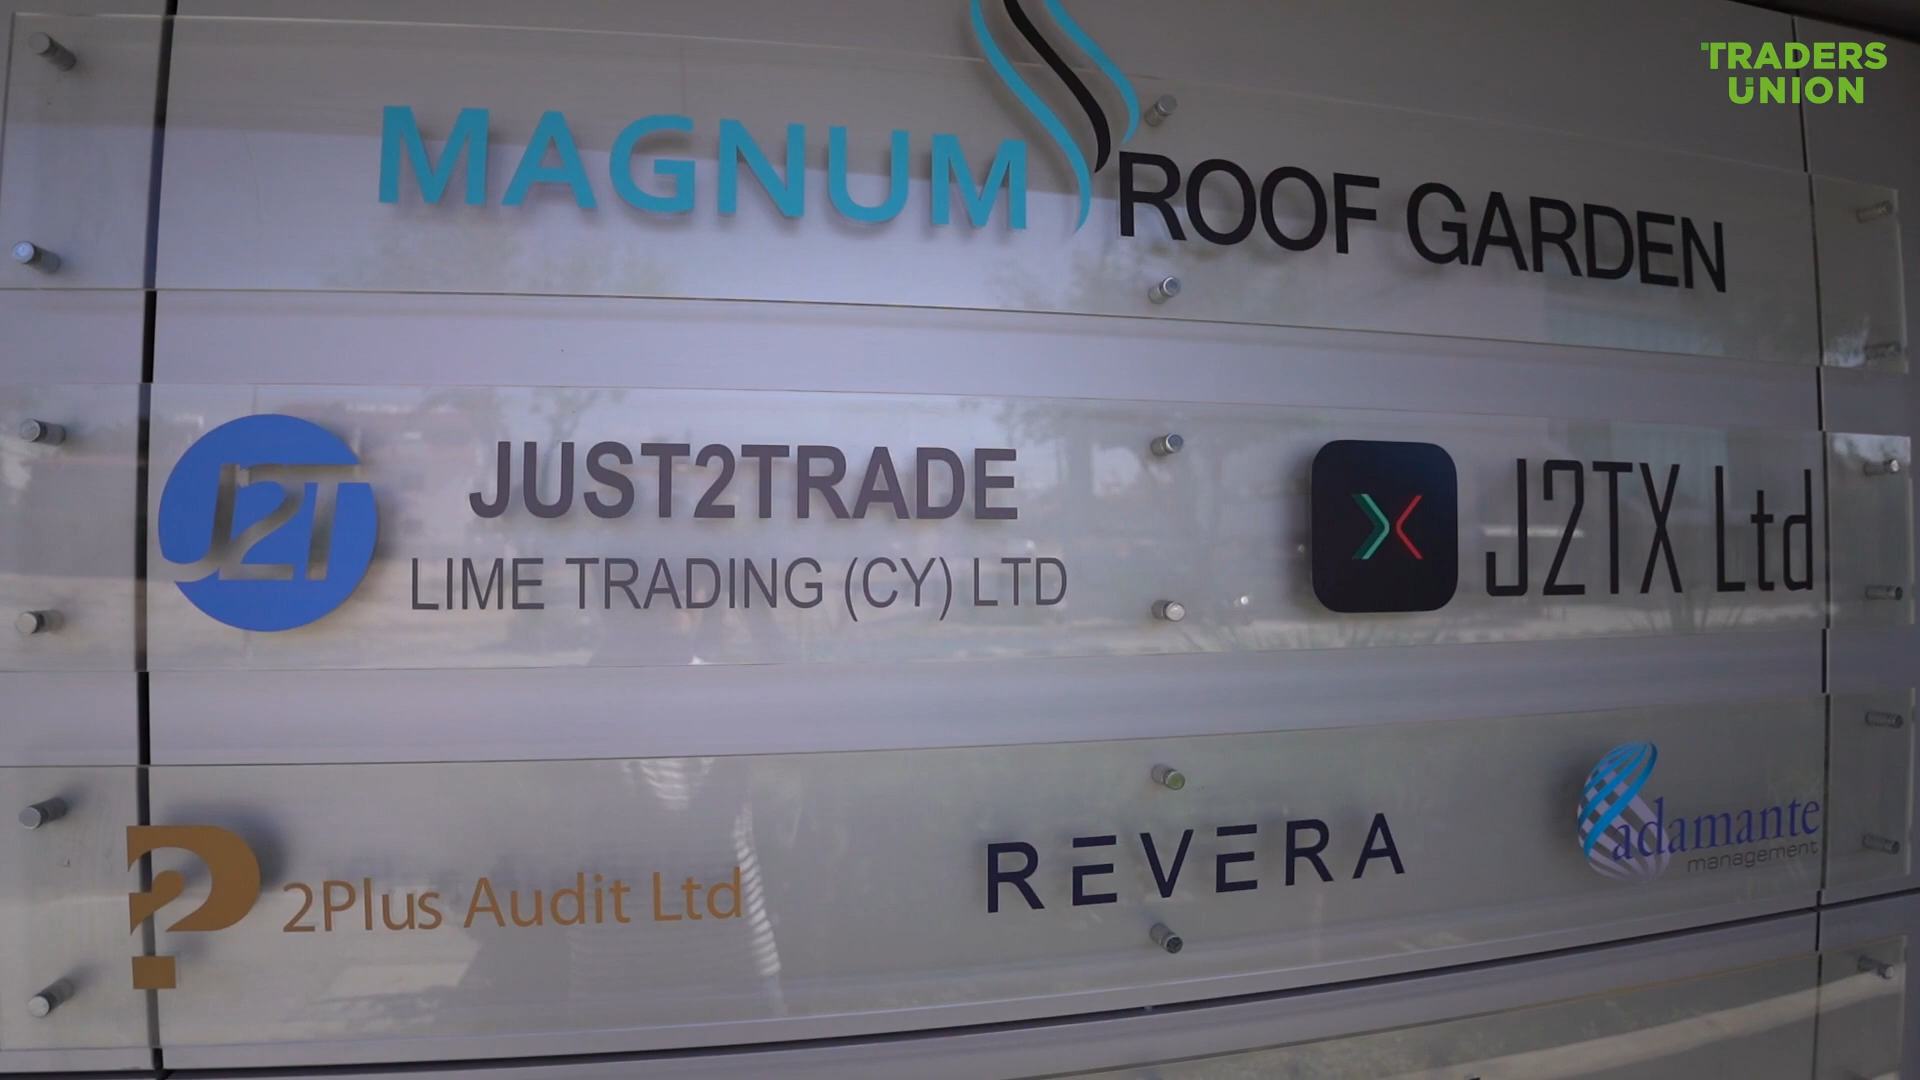 TRADERS
UNION
MAGNUM ROOF GARDEN
J2T
JUST2TRADE
LIME TRADING (CY) LTD
J2TX Ltd
2Plus Audit Ltd
REVERA
adamante
management